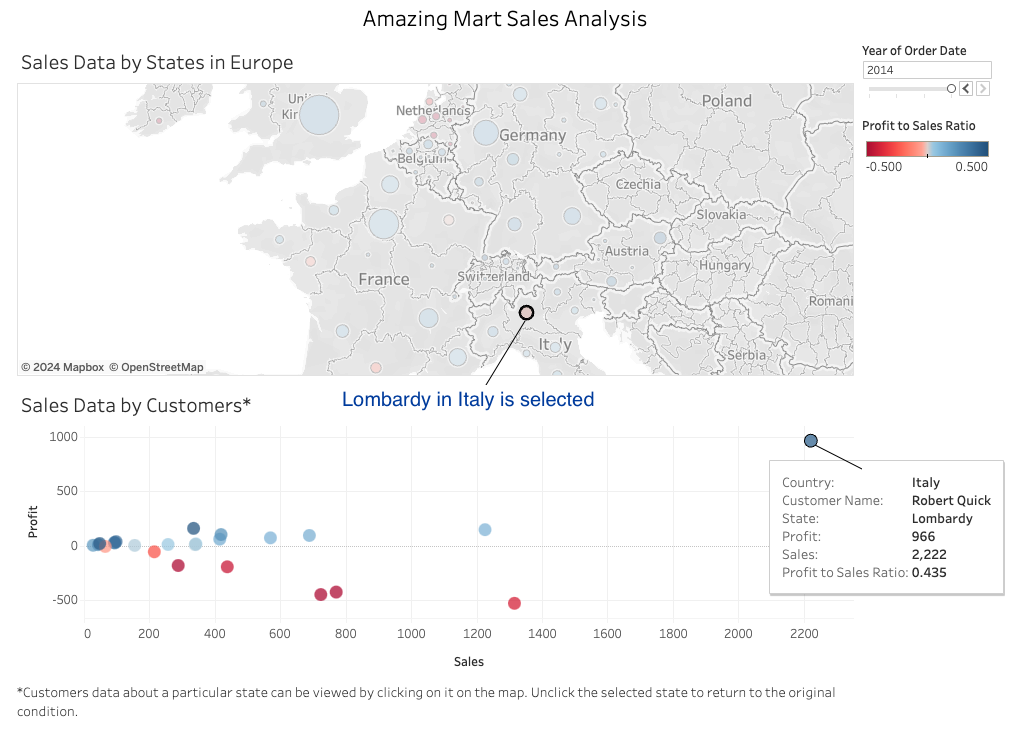 Amazing Mart Sales Analysis
Sales Data by States in Europe
Year of Order Date
2014
Profit to Sales Ratio
-0.500 0.500
Netherlands
Belgium
Germany
Poland
Czechia
Slovakia
Austria
Hungary
France
Switzerland
Serbia
© 2024 Mapbox © OpenStreetMap
Lombardy in Italy is selected
Sales Data by Customers*
Profit
1000
500
0
-500
0 200 400 600 800 1000 1200 1400 1600 1800 2000 2200
Sales
Country: Italy
Customer Name: Robert Quick
State: Lombardy
Profit: 966
Sales: 2,222
Profit to Sales Ratio: 0.435
*Customers data about a particular state can be viewed by clicking on it on the map. Unclick the selected state to return to the original
condition.